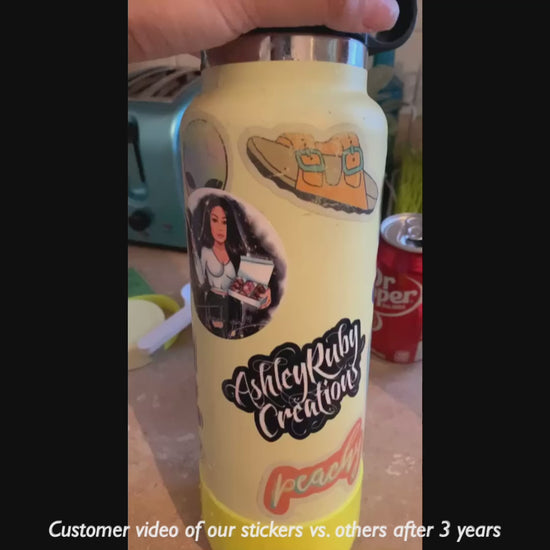 Dr
Pepper
AshleyRuby
Creations
peachy
Customer video of our stickers vs. others after 3 years